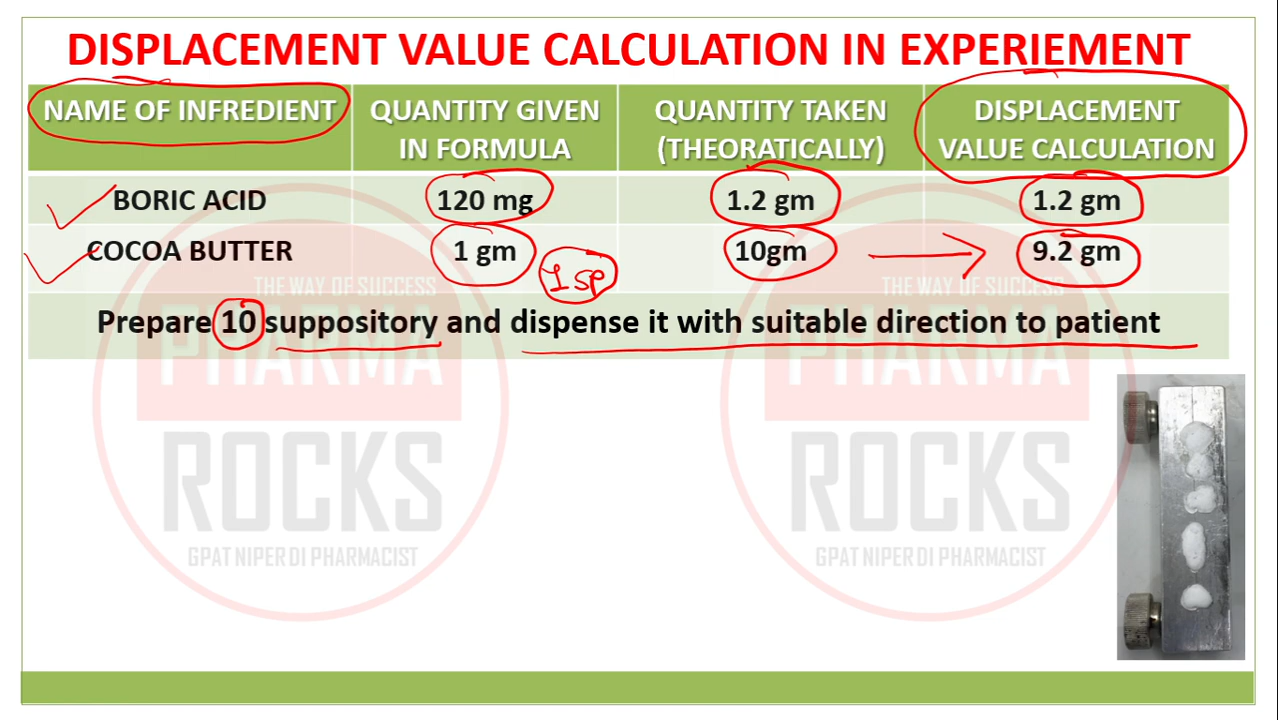 DISPLACEMENT VALUE CALCULATION IN EXPERIEMENT
NAME OF INFREDIENT
QUANTITY GIVEN
IN FORMULA
QUANTITY TAKEN
(THEORATICALLY)
DISPLACEMENT
VALUE CALCULATION
BORIC ACID
120 mg
1.2 gm
1.2 gm
COCOA BUTTER
1 gm
10gm
9.2 gm
1 sp
Prepare 10 suppository and dispense it with suitable direction to patient
THE WAY OF SUCCESS
PHARMA
ROCKS
GPAT NIPER DI PHARMACIST
THE WAY OF SUCCESS
PHARMA
ROCKS
GPAT NIPER DI PHARMACIST